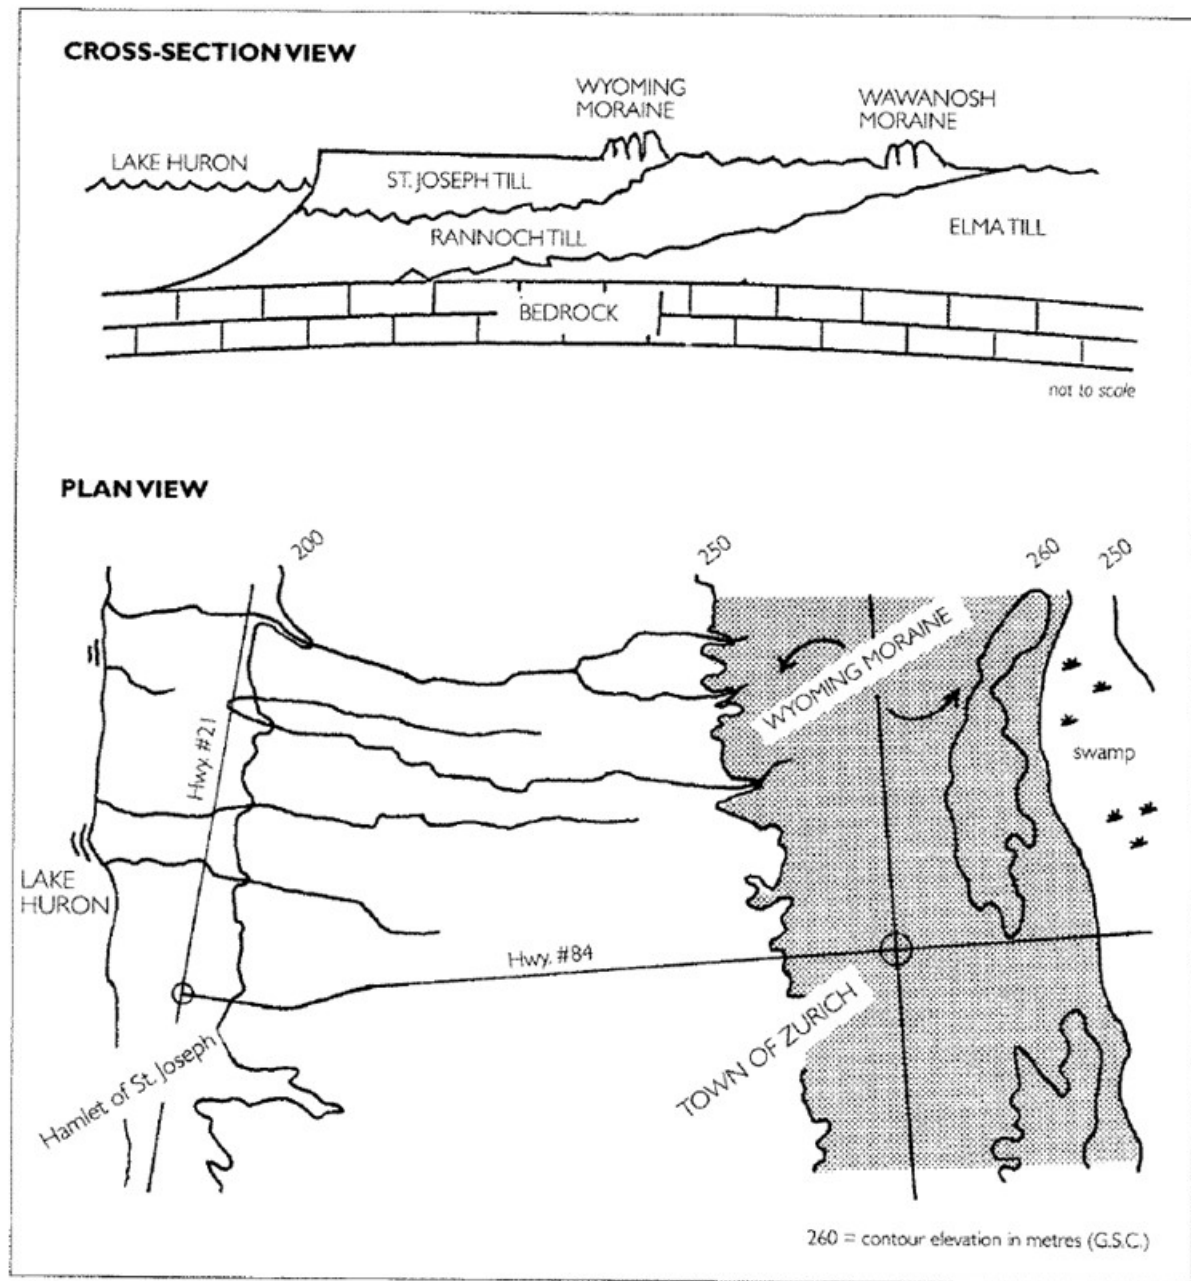 CROSS-SECTION VIEW
WYOMING
MORAINE
WAWANOSH
MORAINE
LAKE HURON
ST. JOSEPH TILL
RANNOCH TILL
ELMA TILL
BEDROCK
not to scale
PLAN VIEW
200
250
260
250
WYOMING MORAINE
Hwy. #21
swamp
LAKE
HURON
Hwy. #84
Hamlet of St. Joseph
TOWN OF ZURICH
260 = contour elevation in metres (G.S.C.)